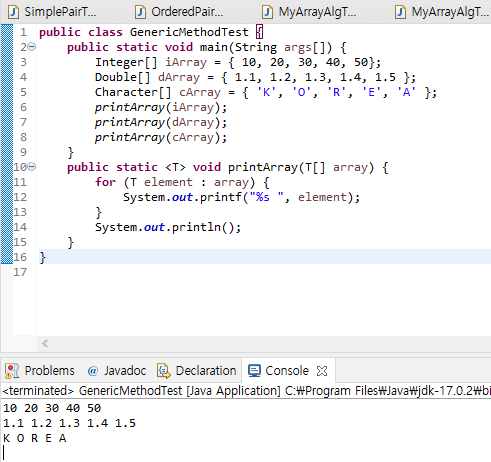 SimplePairT... OrderedPair... MyArrayAlgT... MyArrayAlgT...
1 public class GenericMethodTest {
2 public static void main(String args[]) {
3 Integer[] iArray = { 10, 20, 30, 40, 50};
4 Double[] dArray = { 1.1, 1.2, 1.3, 1.4, 1.5 };
5 Character[] cArray = { 'K', 'O', 'R', 'E', 'A' };
6 printArray(iArray);
7 printArray(dArray);
8 printArray(cArray);
9 }
10 public static <T> void printArray(T[] array) {
11 for (T element : array) {
12 System.out.printf("%s ", element);
13 }
14 System.out.println();
15 }
16 }
17
Problems @ Javadoc Declaration Console
<terminated> GenericMethodTest [Java Application] C:₩Program Files₩Java₩jdk-17.0.2₩bi
10 20 30 40 50
1.1 1.2 1.3 1.4 1.5
K O R E A